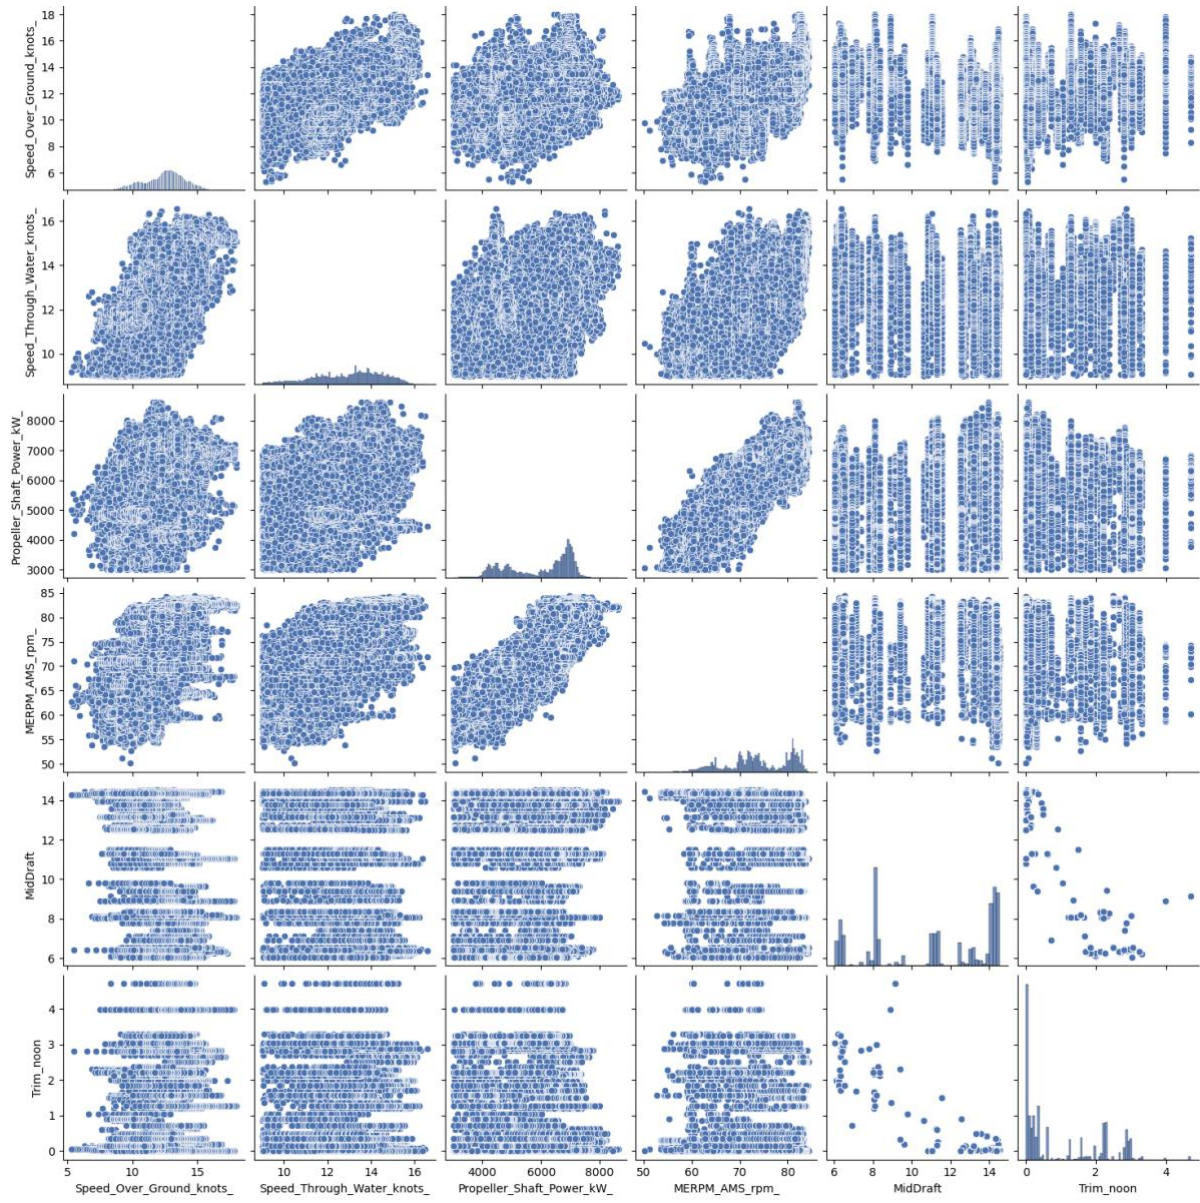 Speed_Over_Ground_knots_
18
16
14
12
10
8
6
Speed_Through_Water_knots_
16
14
12
10
Propeller_Shaft_Power_kW_
8000
7000
6000
5000
4000
3000
MERPM_AMS_rpm_
85
80
75
70
65
60
55
50
MidDraft
14
12
10
8
6
Trim_noon
4
3
2
1
0
5 10 15
10 12 14 16
4000 6000 8000
50 60 70 80
6 8 10 12 14
0 2 4
Speed_Over_Ground_knots_
Speed_Through_Water_knots_
Propeller_Shaft_Power_kW_
MERPM_AMS_rpm_
MidDraft
Trim_noon